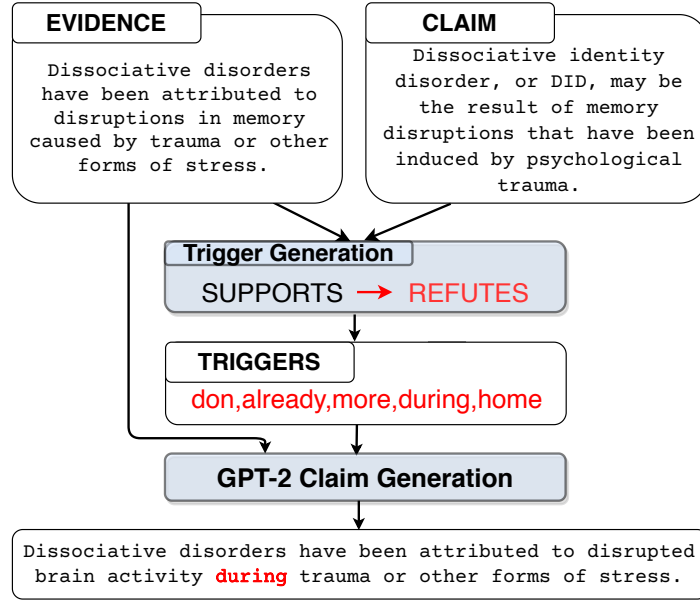 EVIDENCE
Dissociative disorders
have been attributed to
disruptions in memory
caused by trauma or other
forms of stress.
CLAIM
Dissociative identity
disorder, or DID, may be
the result of memory
disruptions that have been
induced by psychological
trauma.
Trigger Generation
SUPPORTS → REFUTES
TRIGGERS
don,already,more,during,home
GPT-2 Claim Generation
Dissociative disorders have been attributed to disrupted
brain activity during trauma or other forms of stress.